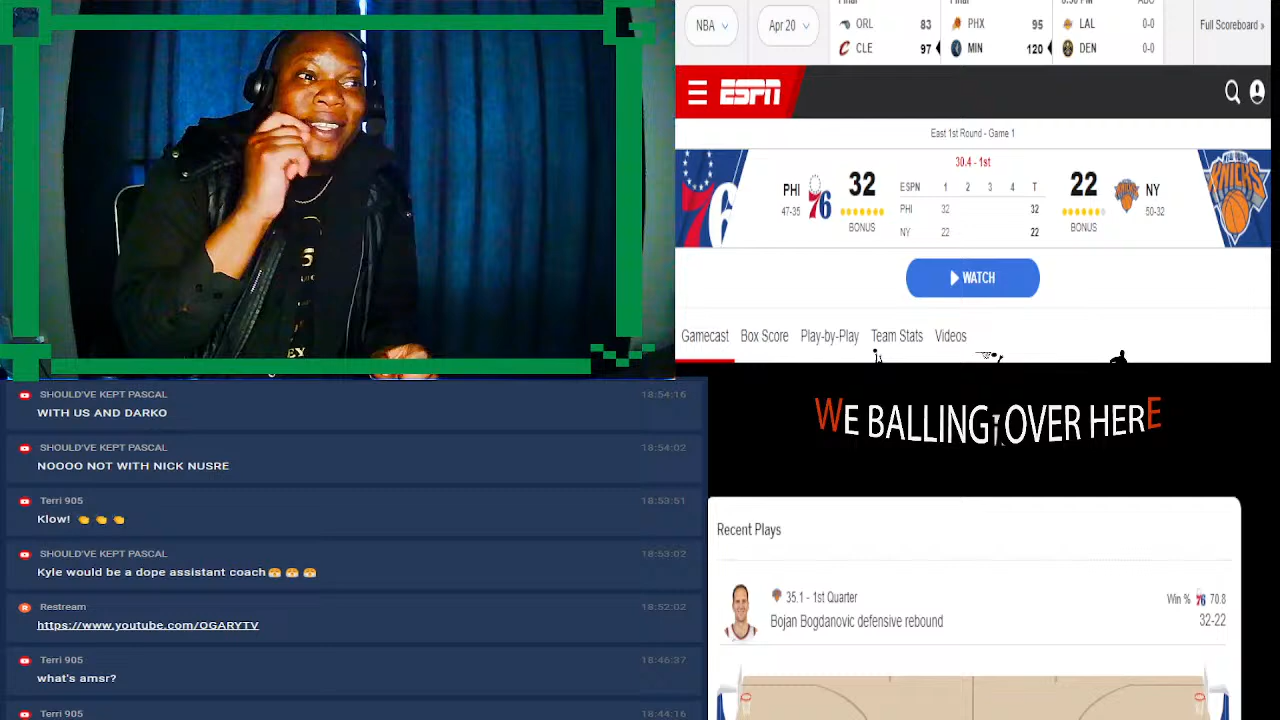 NBA
Apr 20
ORL 83
CLE 97
PHX 95
MIN 120
LAL 0-0
DEN 0-0
Full Scoreboard »
ESPN
East 1st Round - Game 1
30.4 - 1st
PHI 32
47-35
BONUS
ESPN 1 2 3 4 T
PHI 32 32
NY 22 22
22 NY
50-32
BONUS
KNICKS
WATCH
Gamecast Box Score Play-by-Play Team Stats Videos
SHOULD'VE KEPT PASCAL 18:54:16
WITH US AND DARKO
SHOULD'VE KEPT PASCAL 18:54:02
NOOOO NOT WITH NICK NUSRE
Terri 905 18:53:51
Klow! 👏 👏 👏
SHOULD'VE KEPT PASCAL 18:53:02
Kyle would be a dope assistant coach
Restream 18:52:02
https://www.youtube.com/OGARYTV
Terri 905 18:46:37
what's amsr?
Terri 905 18:44:16
WE BALLING OVER HERE
Recent Plays
35.1 - 1st Quarter
Bojan Bogdanovic defensive rebound
Win % 70.8
32-22